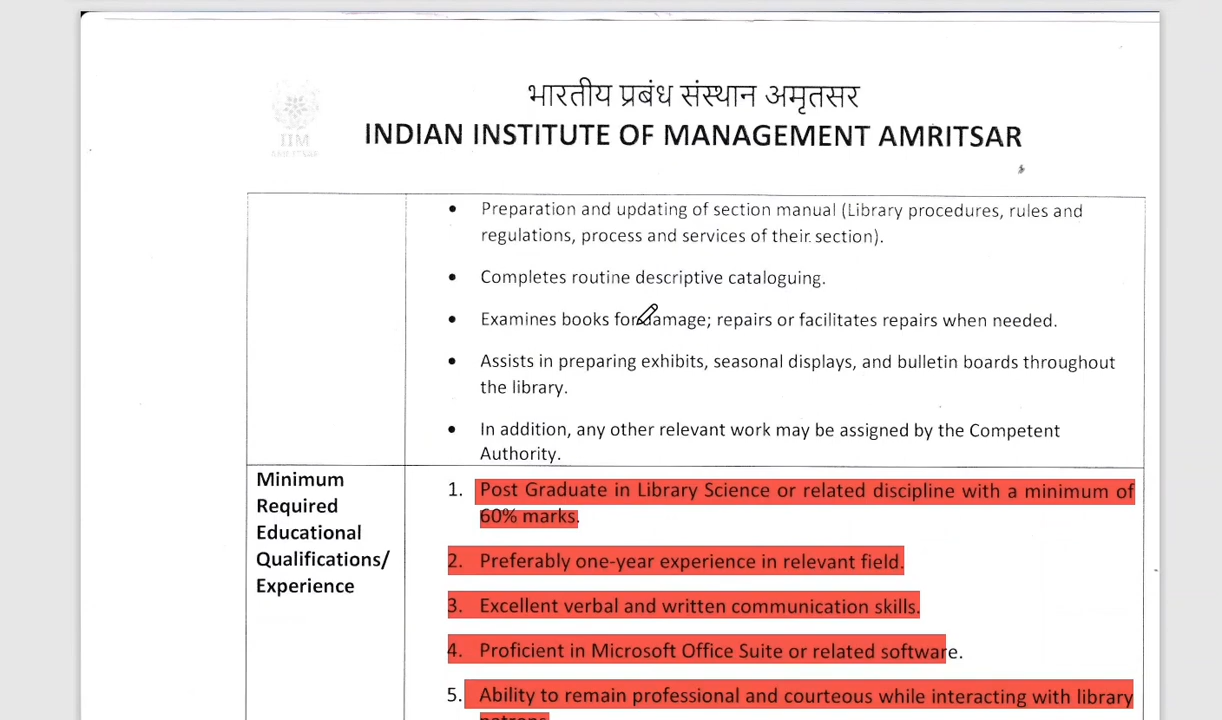 भारतीय प्रबंध संस्थान अमृतसर
IIM
INDIAN INSTITUTE OF MANAGEMENT AMRITSAR
• Preparation and updating of section manual (Library procedures, rules and
regulations, process and services of their section).
• Completes routine descriptive cataloguing.
• Examines books for damage; repairs or facilitates repairs when needed.
• Assists in preparing exhibits, seasonal displays, and bulletin boards throughout
the library.
• In addition, any other relevant work may be assigned by the Competent
Authority.
Minimum
Required
Educational
Qualifications/
Experience
1. Post Graduate in Library Science or related discipline with a minimum of
60% marks.
2. Preferably one-year experience in relevant field.
3. Excellent verbal and written communication skills.
4. Proficient in Microsoft Office Suite or related software.
5. Ability to remain professional and courteous while interacting with library